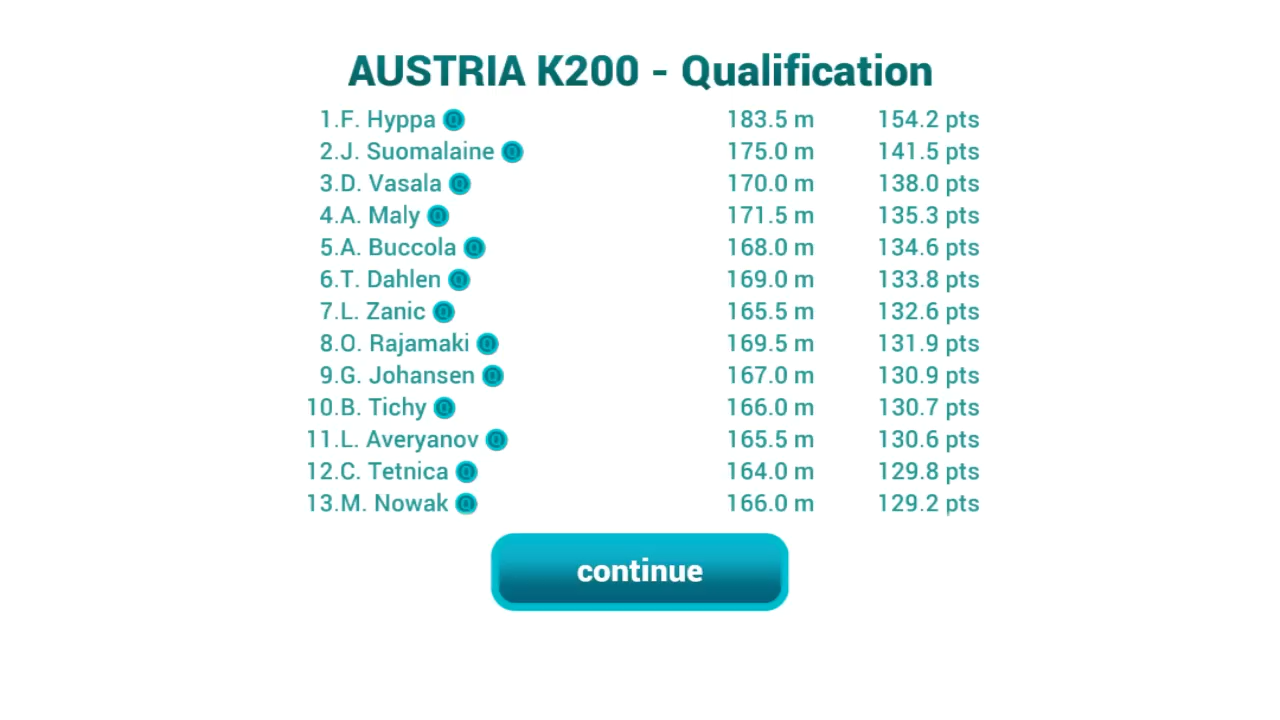 AUSTRIA K200 - Qualification
1.F. Hyppa Q 183.5 m 154.2 pts
2.J. Suomalaine Q 175.0 m 141.5 pts
3.D. Vasala Q 170.0 m 138.0 pts
4.A. Maly Q 171.5 m 135.3 pts
5.A. Buccola Q 168.0 m 134.6 pts
6.T. Dahlen Q 169.0 m 133.8 pts
7.L. Zanic Q 165.5 m 132.6 pts
8.O. Rajamaki Q 169.5 m 131.9 pts
9.G. Johansen Q 167.0 m 130.9 pts
10.B. Tichy Q 166.0 m 130.7 pts
11.L. Averyanov Q 165.5 m 130.6 pts
12.C. Tetnica Q 164.0 m 129.8 pts
13.M. Nowak Q 166.0 m 129.2 pts
continue